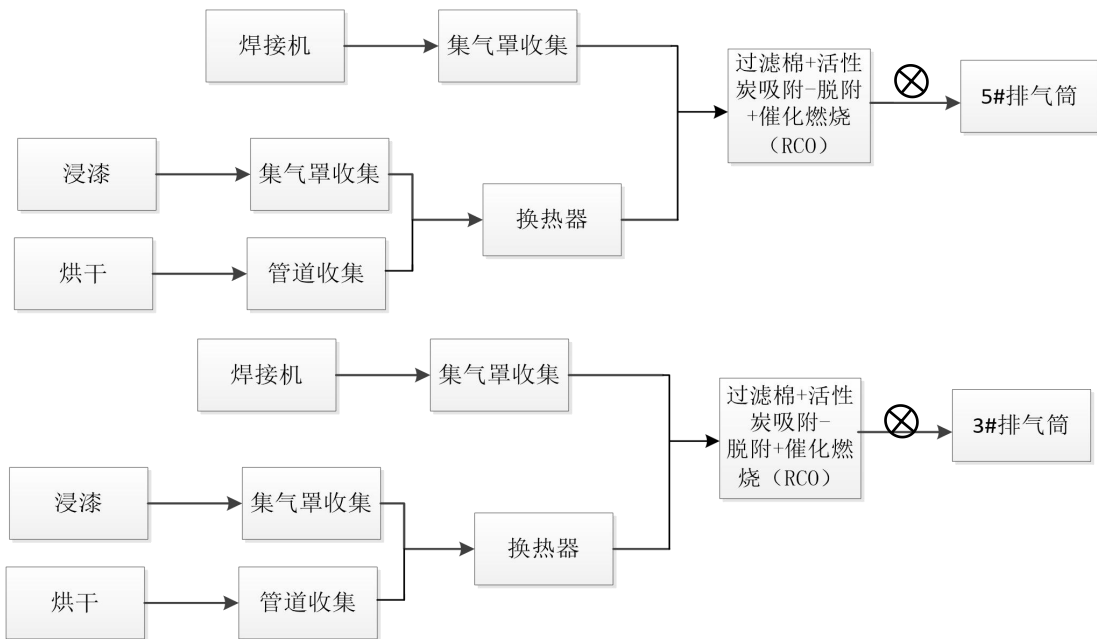 焊接机
集气罩收集
过滤棉+活性
炭吸附-脱附
+催化燃烧
（RCO）
5#排气筒
浸漆
集气罩收集
换热器
烘干
管道收集
焊接机
集气罩收集
过滤棉+活性
炭吸附-
脱附+催化燃
烧（RCO）
3#排气筒
浸漆
集气罩收集
换热器
烘干
管道收集